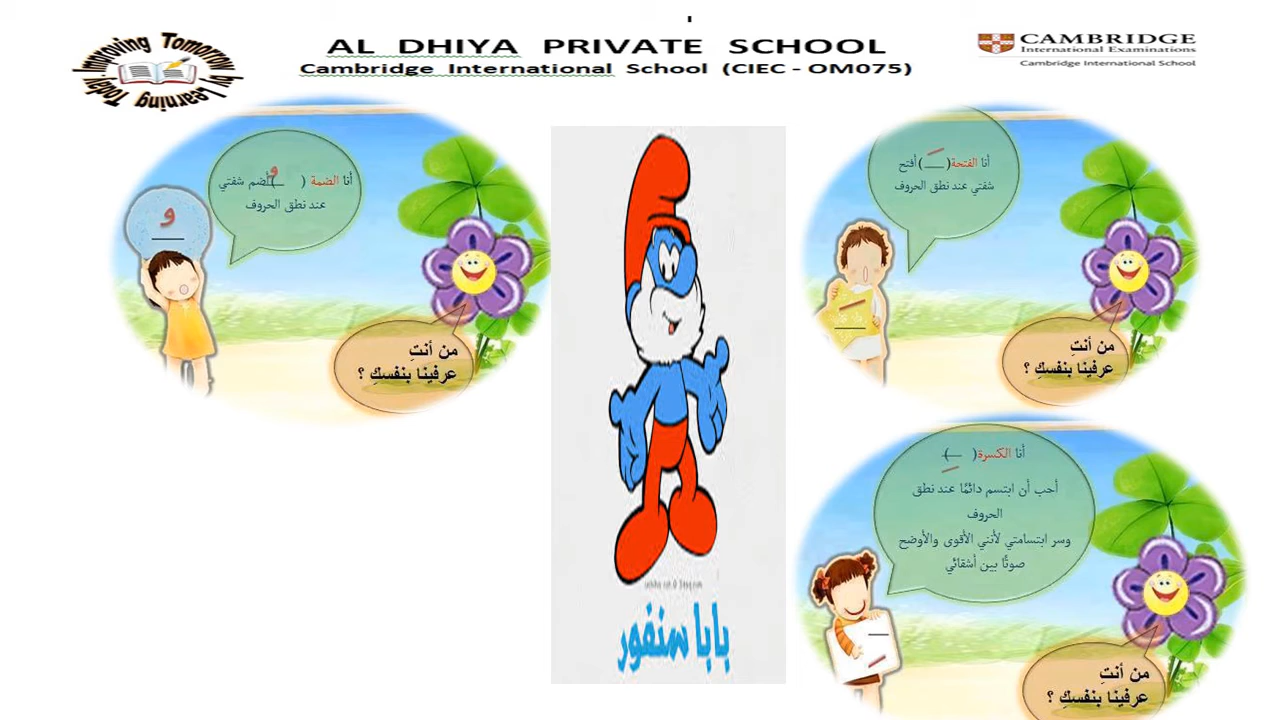 Improving Tomorrow by Learning Today
AL DHIYA PRIVATE SCHOOL
Cambridge International School (CIEC - OM075)
CAMBRIDGE
International Examinations
Cambridge International School
أنا الفتحة (ـَـ) أفتح
شفتي عند نطق الحروف
من أنتِ
عرفينا بنفسكِ ؟
أنا الضمة (ـُـ) أضم شفتي
عند نطق الحروف
و
من أنتِ
عرفينا بنفسكِ ؟
أنا الكسرة (ـِـ)
أحب أن ابتسم دائمًا عند نطق
الحروف
وسر ابتسامتي لأنني الأقوى والأوضح
صوتًا بين أشقائي
من أنتِ
عرفينا بنفسكِ ؟
بابا سنفور